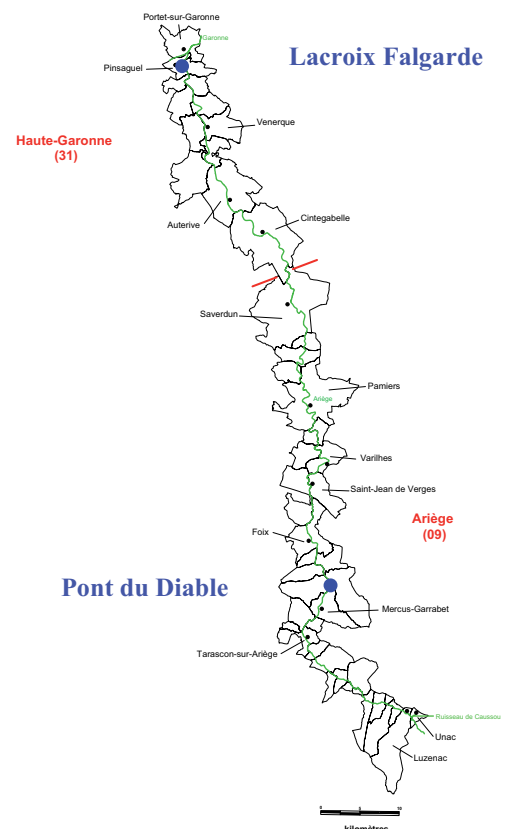 Portet-sur-Garonne
Garonne
Lacroix Falgarde
Pinsaguel
Venerque
Haute-Garonne
(31)
Cintegabelle
Auterive
Saverdun
Pamiers
Ariège
Varilhes
Saint-Jean de Verges
Ariège
(09)
Foix
Pont du Diable
Mercus-Garrabet
Tarascon-sur-Ariège
Ruisseau de Caussou
Unac
Luzenac
0 5 10
kilomètres